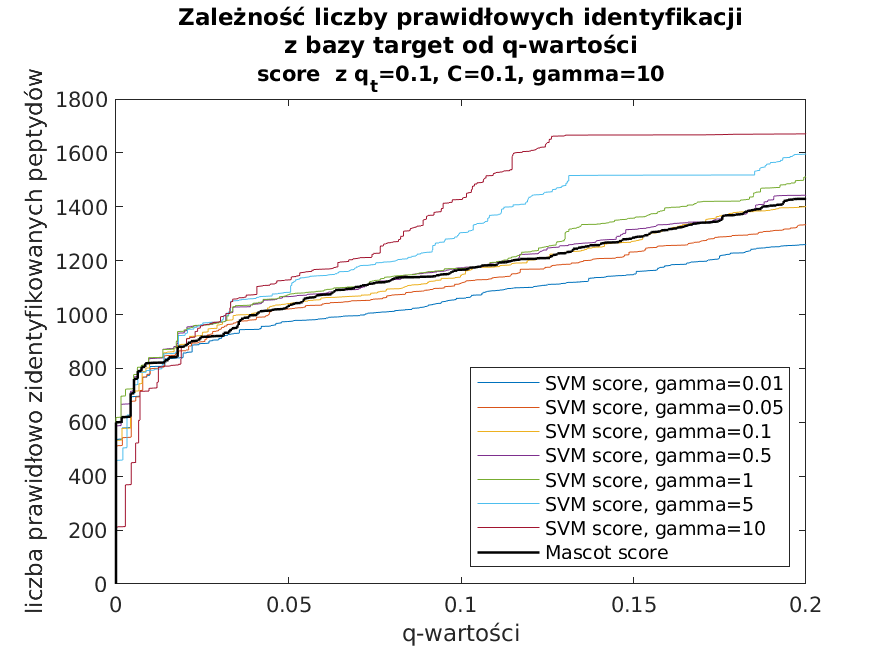 Zależność liczby prawidłowych identyfikacji
z bazy target od q-wartości
score z q_t=0.1, C=0.1, gamma=10
liczba prawidłowo zidentyfikowanych peptydów
1800
1600
1400
1200
1000
800
600
400
200
0
SVM score, gamma=0.01
SVM score, gamma=0.05
SVM score, gamma=0.1
SVM score, gamma=0.5
SVM score, gamma=1
SVM score, gamma=5
SVM score, gamma=10
Mascot score
0 0.05 0.1 0.15 0.2
q-wartości